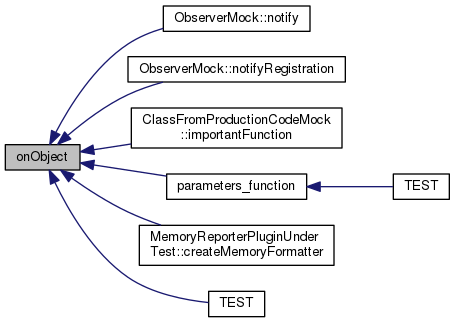 ObserverMock::notify
ObserverMock::notifyRegistration
ClassFromProductionCodeMock
::importantFunction
onObject
parameters_function
TEST
MemoryReporterPluginUnder
Test::createMemoryFormatter
TEST